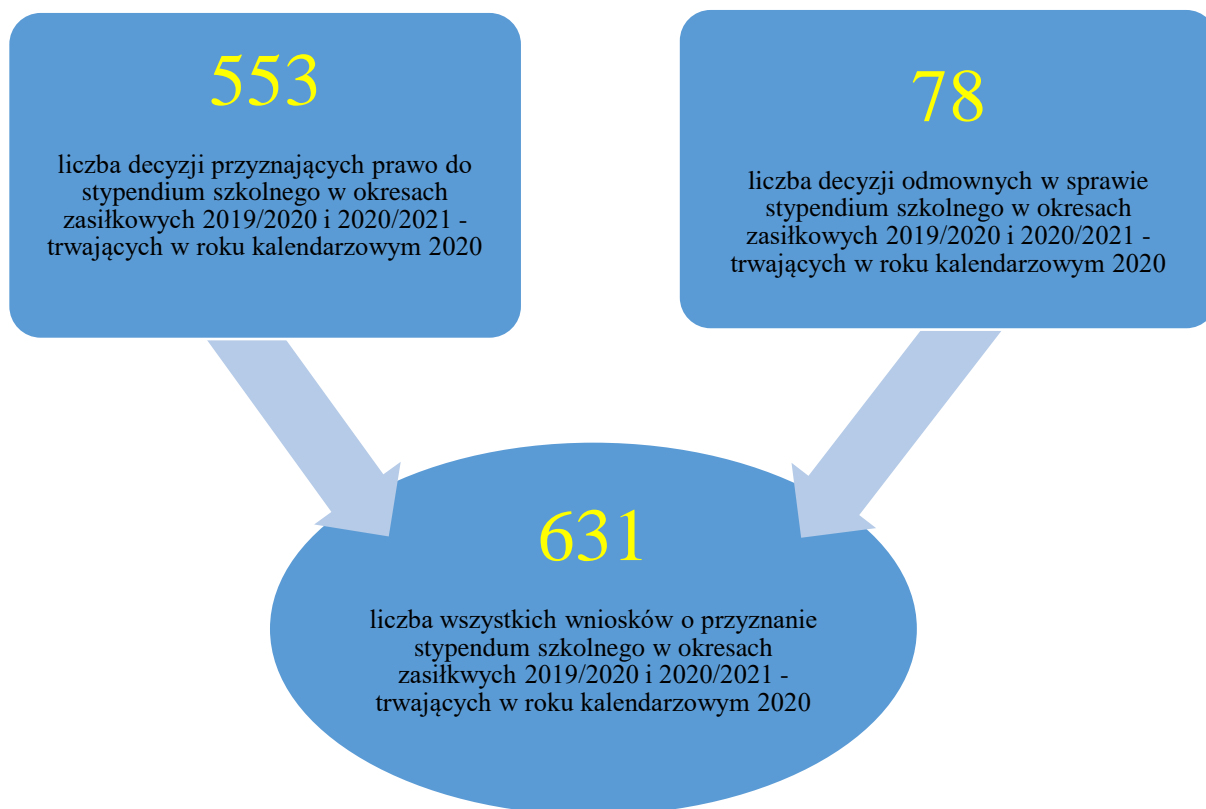 553
liczba decyzji przyznających prawo do
stypendium szkolnego w okresach
zasiłkowych 2019/2020 i 2020/2021 -
trwających w roku kalendarzowym 2020
78
liczba decyzji odmownych w sprawie
stypendium szkolnego w okresach
zasiłkowych 2019/2020 i 2020/2021 -
trwających w roku kalendarzowym 2020
631
liczba wszystkich wniosków o przyznanie
stypendum szkolnego w okresach
zasiłkwych 2019/2020 i 2020/2021 -
trwających w roku kalendarzowym 2020